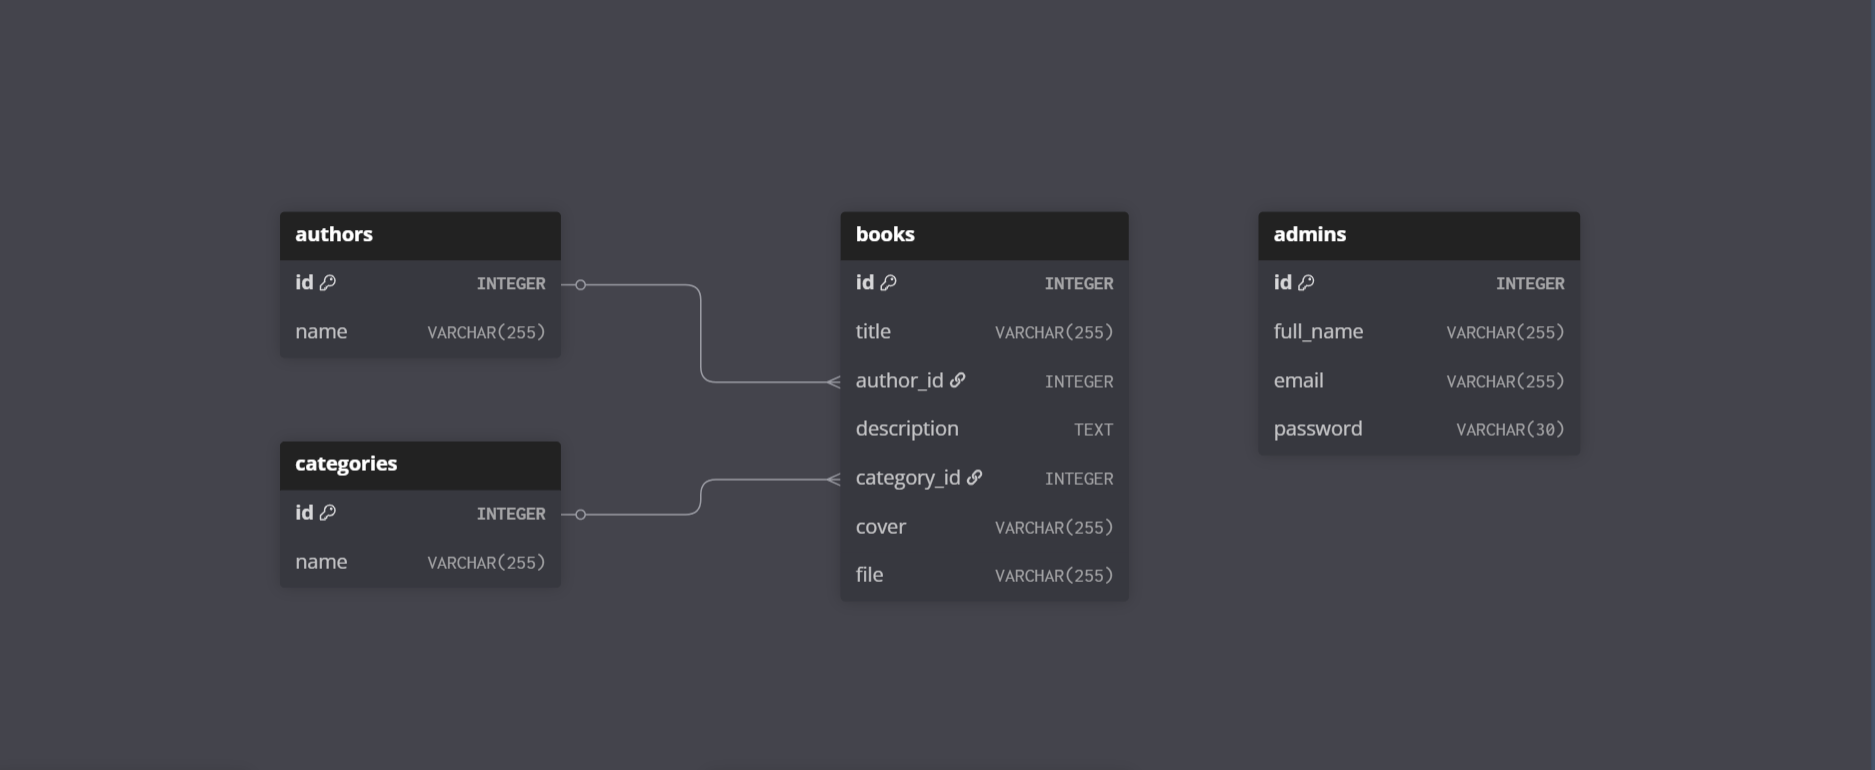 authors
id INTEGER
name VARCHAR(255)
categories
id INTEGER
name VARCHAR(255)
books
id INTEGER
title VARCHAR(255)
author_id INTEGER
description TEXT
category_id INTEGER
cover VARCHAR(255)
file VARCHAR(255)
admins
id INTEGER
full_name VARCHAR(255)
email VARCHAR(255)
password VARCHAR(30)